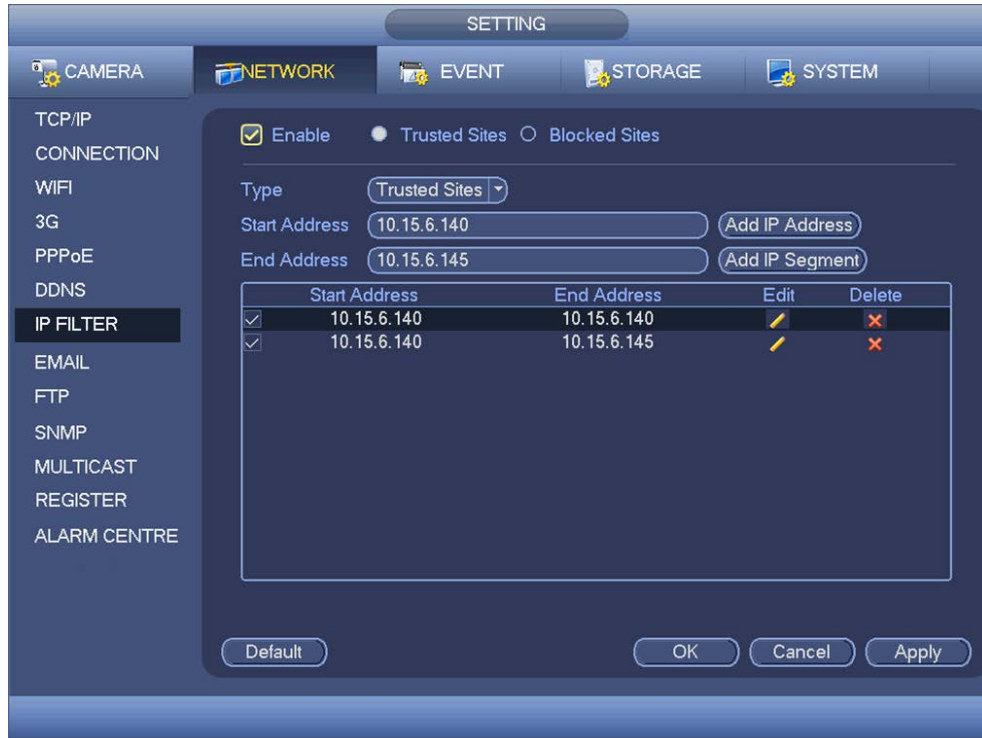 SETTING
CAMERA NETWORK EVENT STORAGE SYSTEM
TCP/IP
CONNECTION
WIFI
3G
PPPoE
DDNS
IP FILTER
EMAIL
FTP
SNMP
MULTICAST
REGISTER
ALARM CENTRE
Enable Trusted Sites Blocked Sites
Type Trusted Sites
Start Address 10.15.6.140 Add IP Address
End Address 10.15.6.145 Add IP Segment
Start Address End Address Edit Delete
10.15.6.140 10.15.6.140
10.15.6.140 10.15.6.145
Default OK Cancel Apply